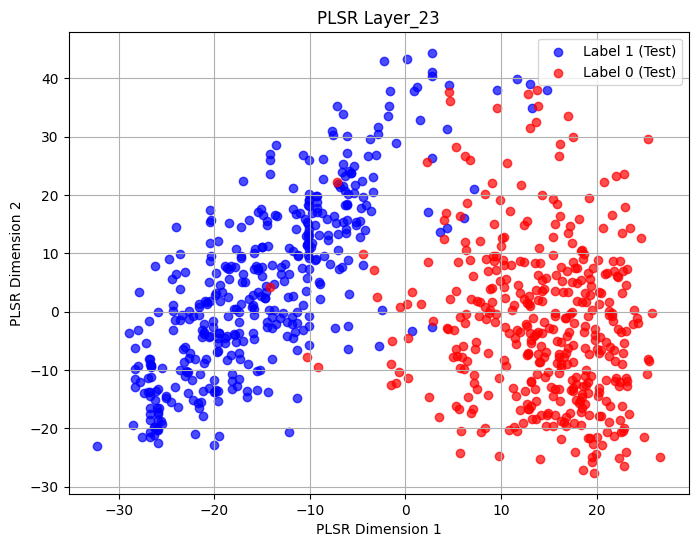 PLSR Layer_23
Label 1 (Test)
Label 0 (Test)
PLSR Dimension 2
40
30
20
10
0
−10
−20
−30
−30
−20
−10
0
10
20
PLSR Dimension 1